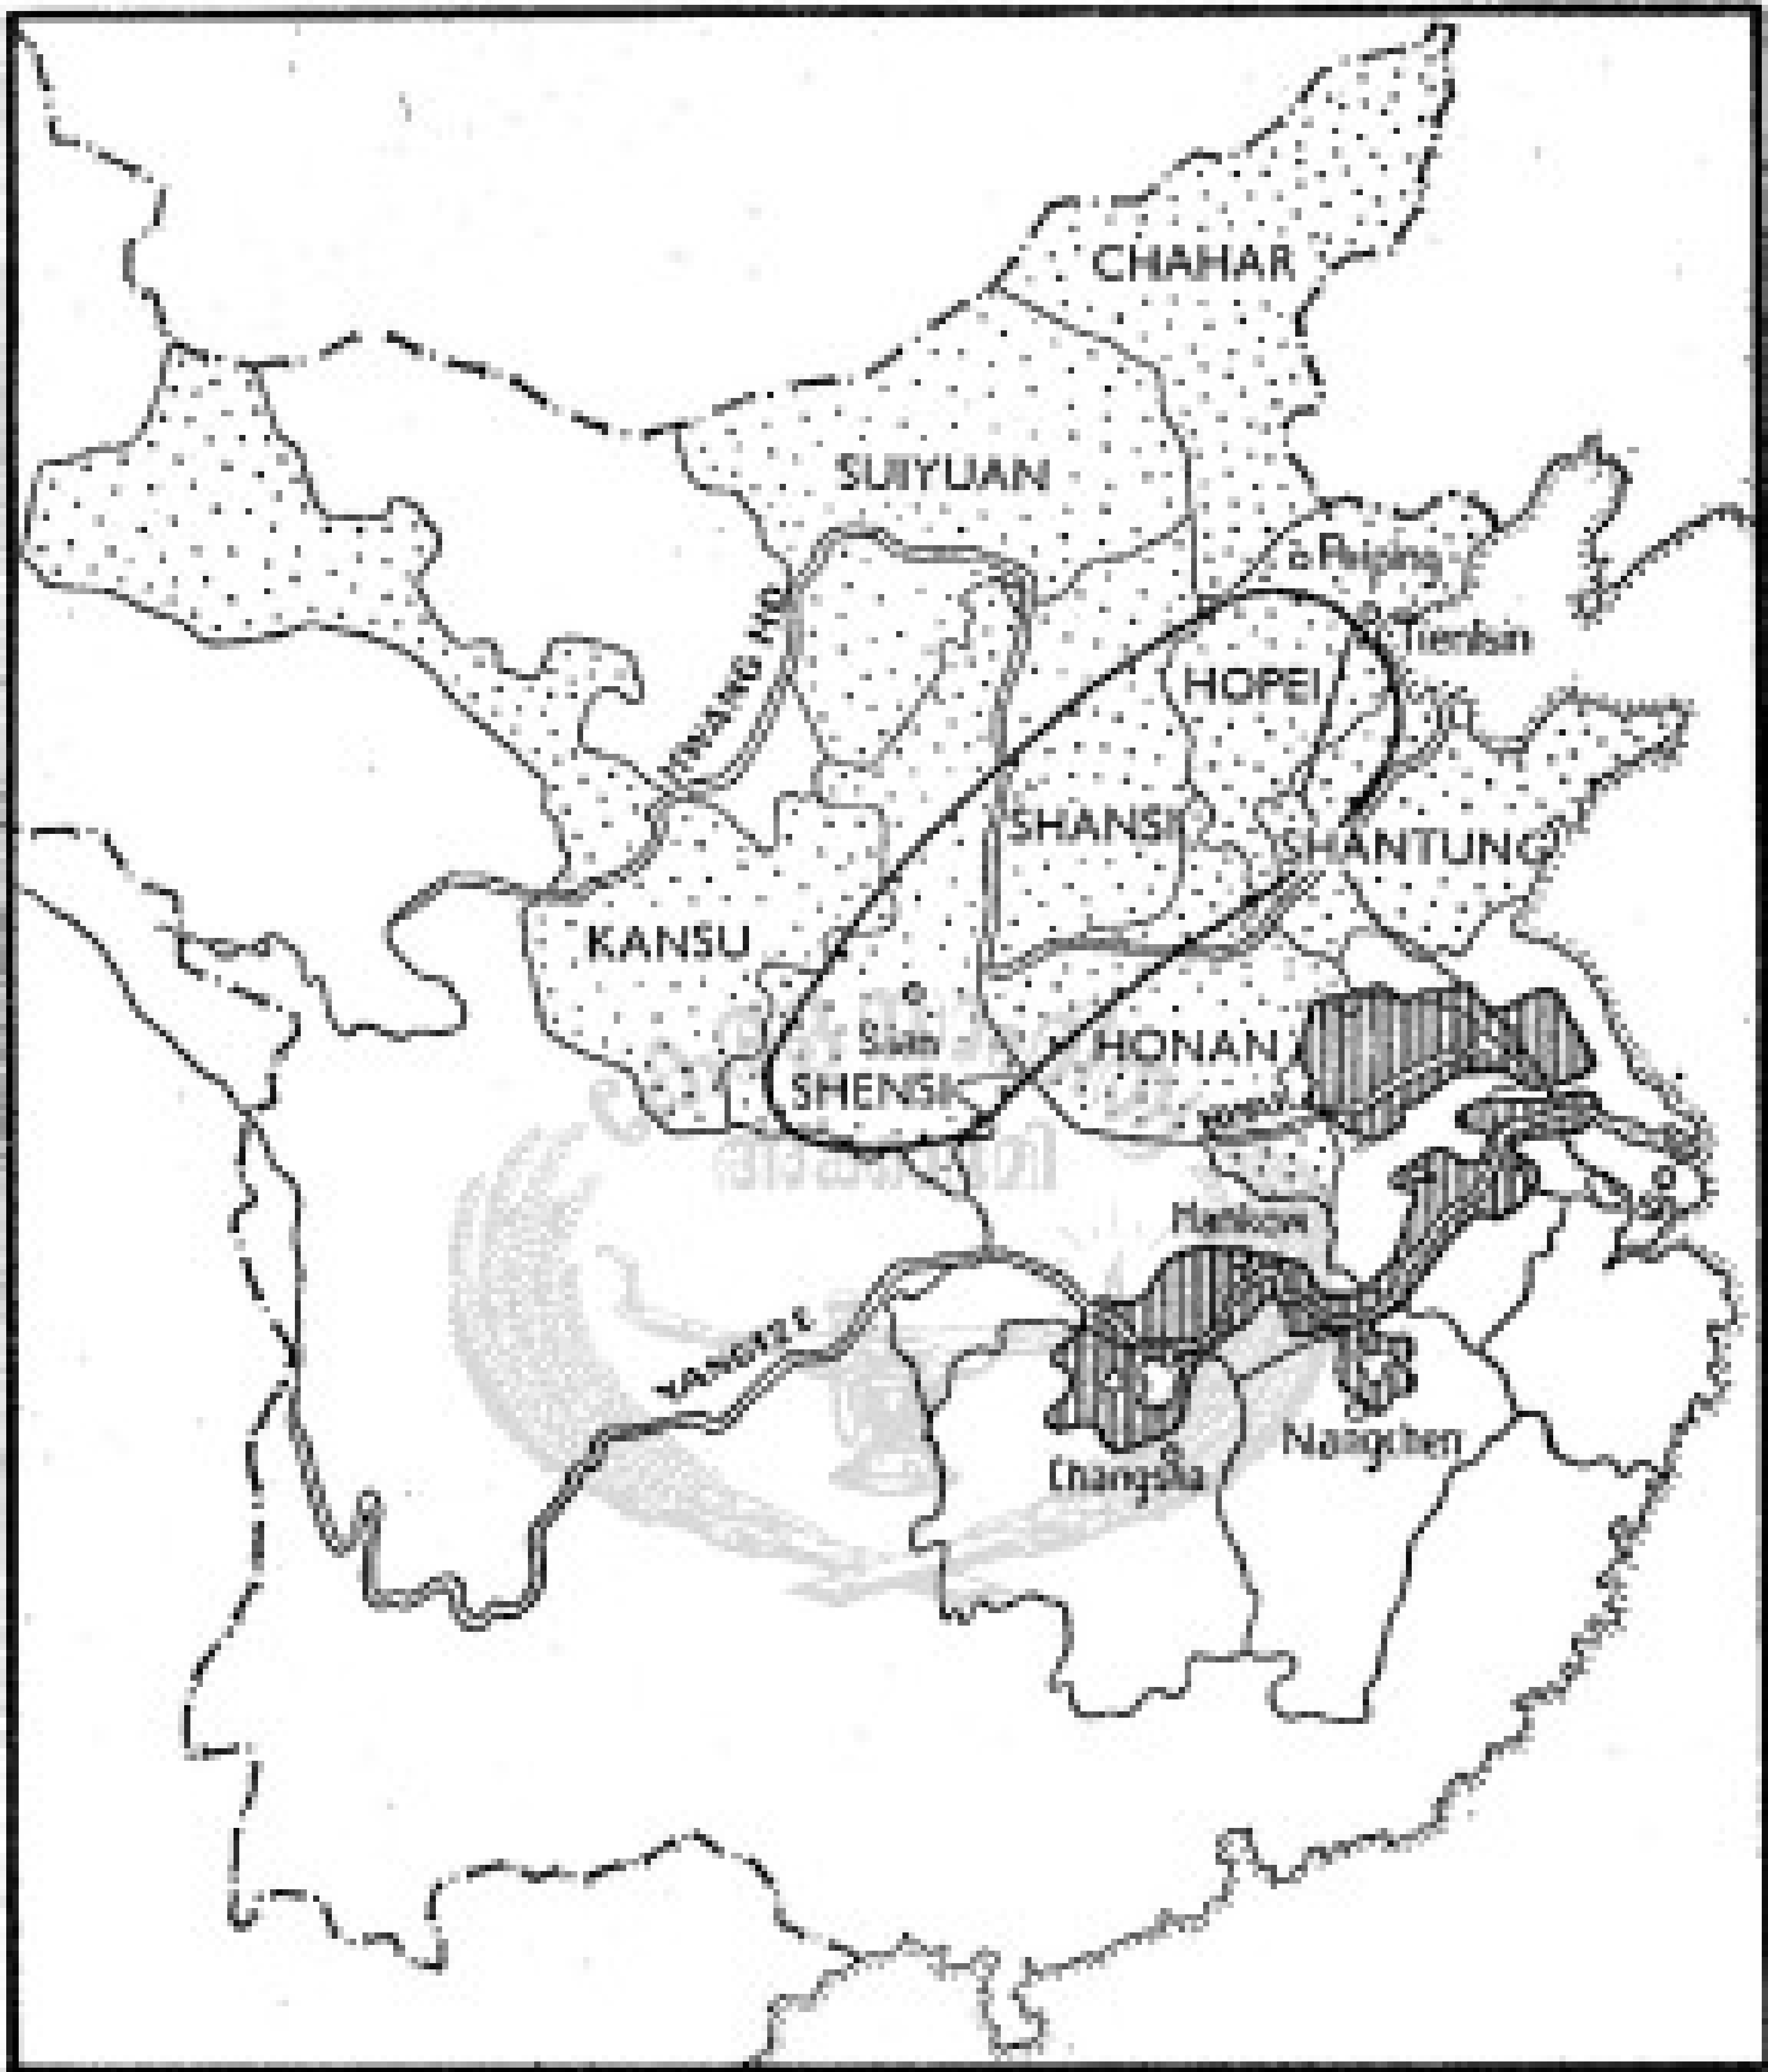 CHAHAR
SUIYUAN
Peiping
Tientsin
HWANG HO
HOPEI
SHANSI
SHANTUNG
KANSU
Sian
HONAN
SHENSI
Hankow
YANGTZE
Nangchen
Changsha